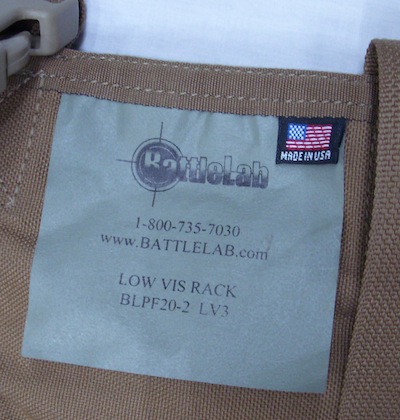 BattleLab
MADE IN USA
1-800-735-7030
www.BATTLELAB.com
LOW VIS RACK
BLPF20-2 LV3